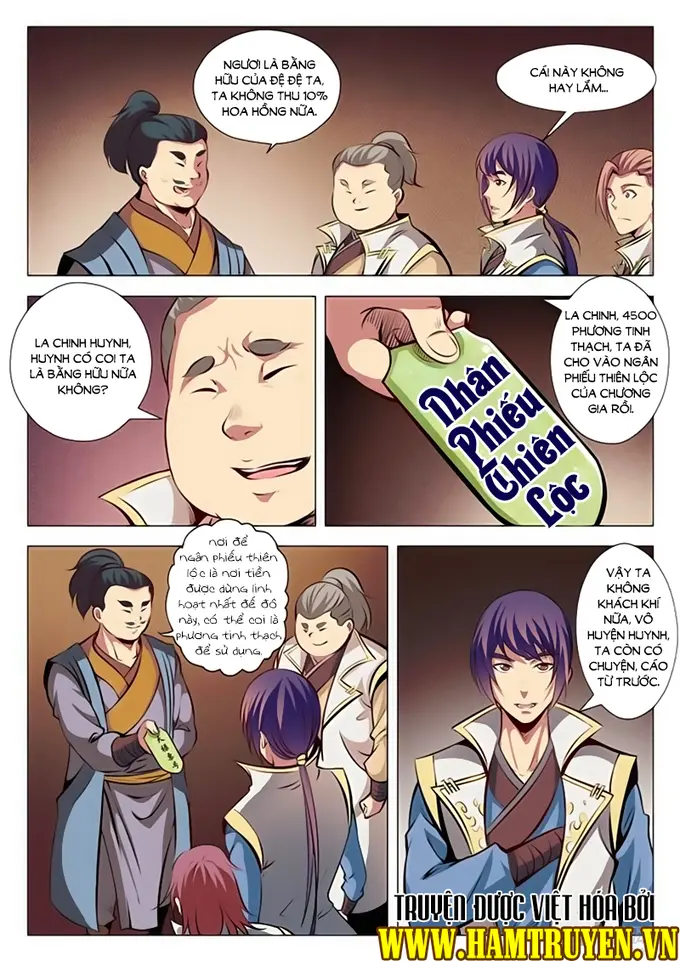 NGƯƠI LÀ BẰNG
HỮU CỦA ĐỆ ĐỆ TA,
TA KHÔNG THU 10%
HOA HỒNG NỮA.
CÁI NÀY KHÔNG
HAY LẮM...
LA CHINH HUYNH,
HUYNH CÓ COI TA
LÀ BẰNG HỮU NỮA
KHÔNG?
LA CHINH, 4500
PHƯƠNG TINH
THẠCH, TA ĐÃ
CHO VÀO NGÂN
PHIẾU THIÊN LỘC
CỦA CHƯƠNG
GIA RỒI.
Nhân
Phiếu
Thiên
Lộc
nơi để
ngân phiếu thiên
lộc là nơi tiền
được dùng linh
hoạt nhất đế đô
này, có thể coi là
phương tinh thạch
để sử dụng.
VẬY TA
KHÔNG
KHÁCH KHÍ
NỮA, VÔ
HUYỆN HUYNH,
TA CÒN CÓ
CHUYỆN, CÁO
TỪ TRƯỚC.
TRUYỆN ĐƯỢC VIỆT HÓA BỞI
WWW.HAMTRUYEN.VN